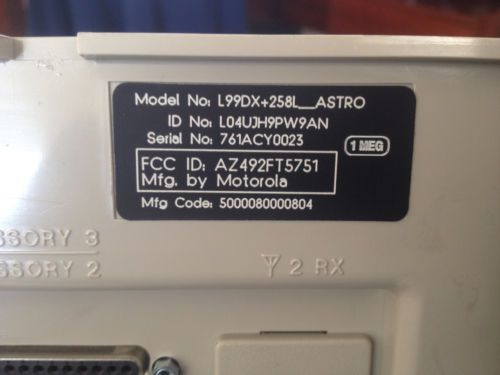 Model No: L99DX+258L__ASTRO
ID No: L04UJH9PW9AN
Serial No: 761ACY0023
1 MEG
FCC ID: AZ492FT5751
Mfg. by Motorola
Mfg Code: 5000080000804
SSORY 3
SSORY 2
2 RX